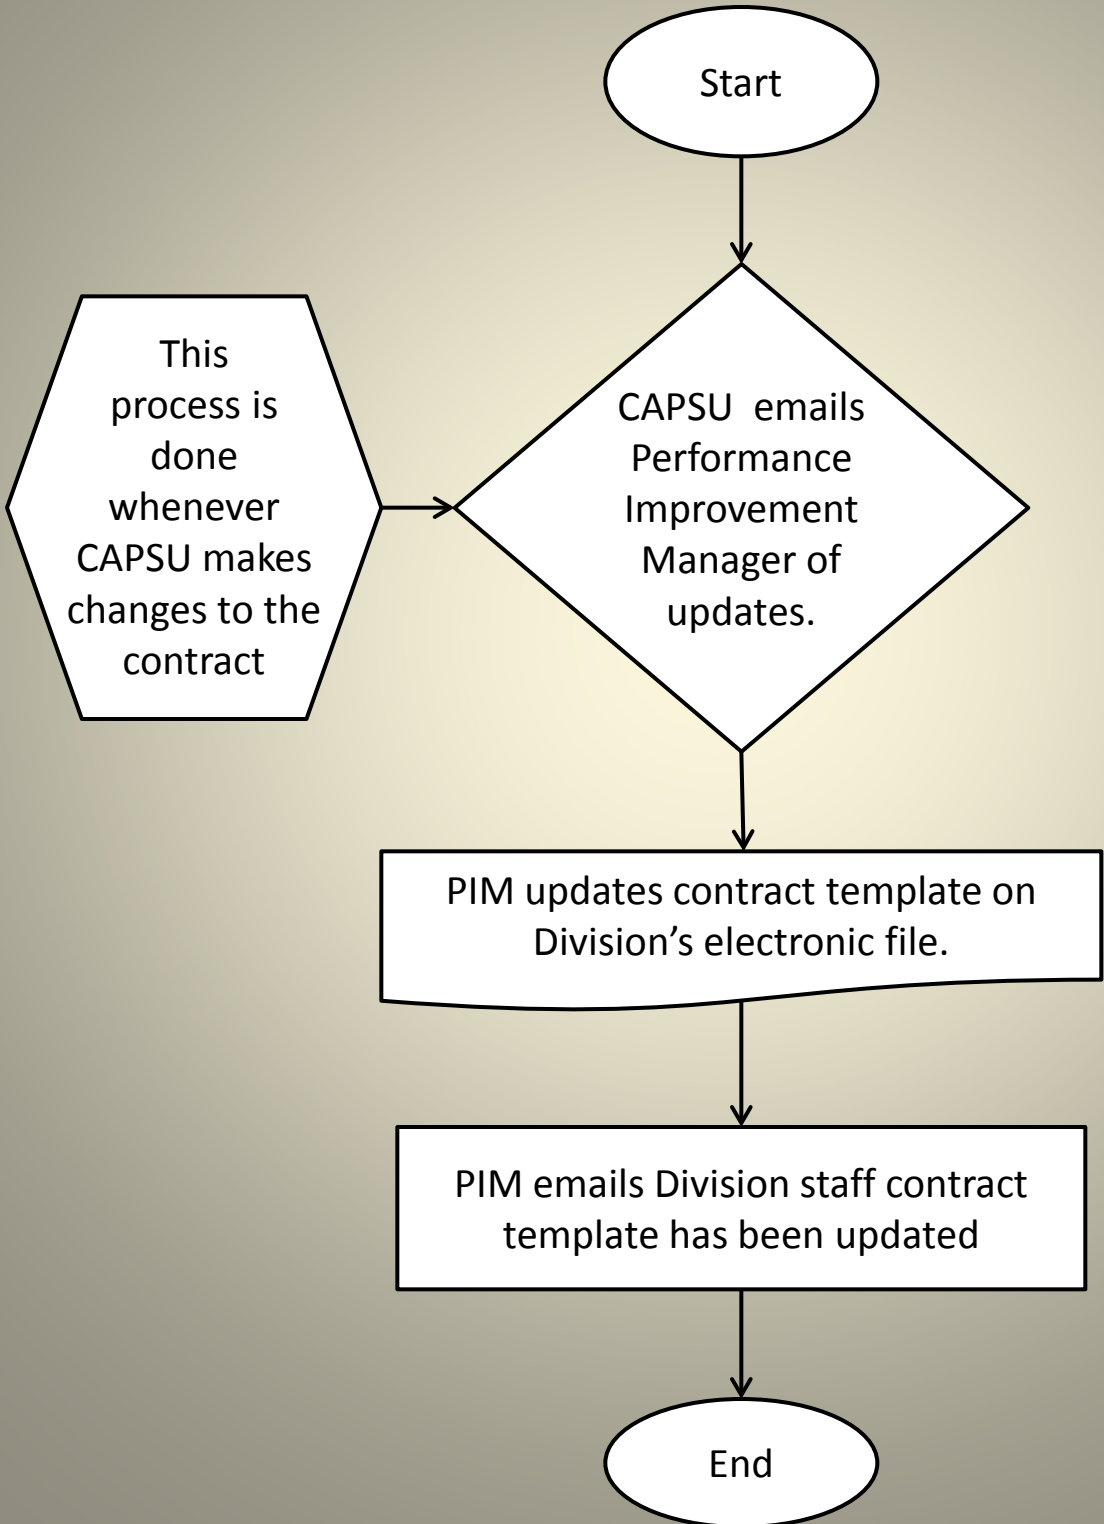 Start
This
process is
done
whenever
CAPSU makes
changes to the
contract
CAPSU  emails
Performance
Improvement
Manager of
updates.
PIM updates contract template on
Division’s electronic file.
PIM emails Division staff contract
template has been updated
End